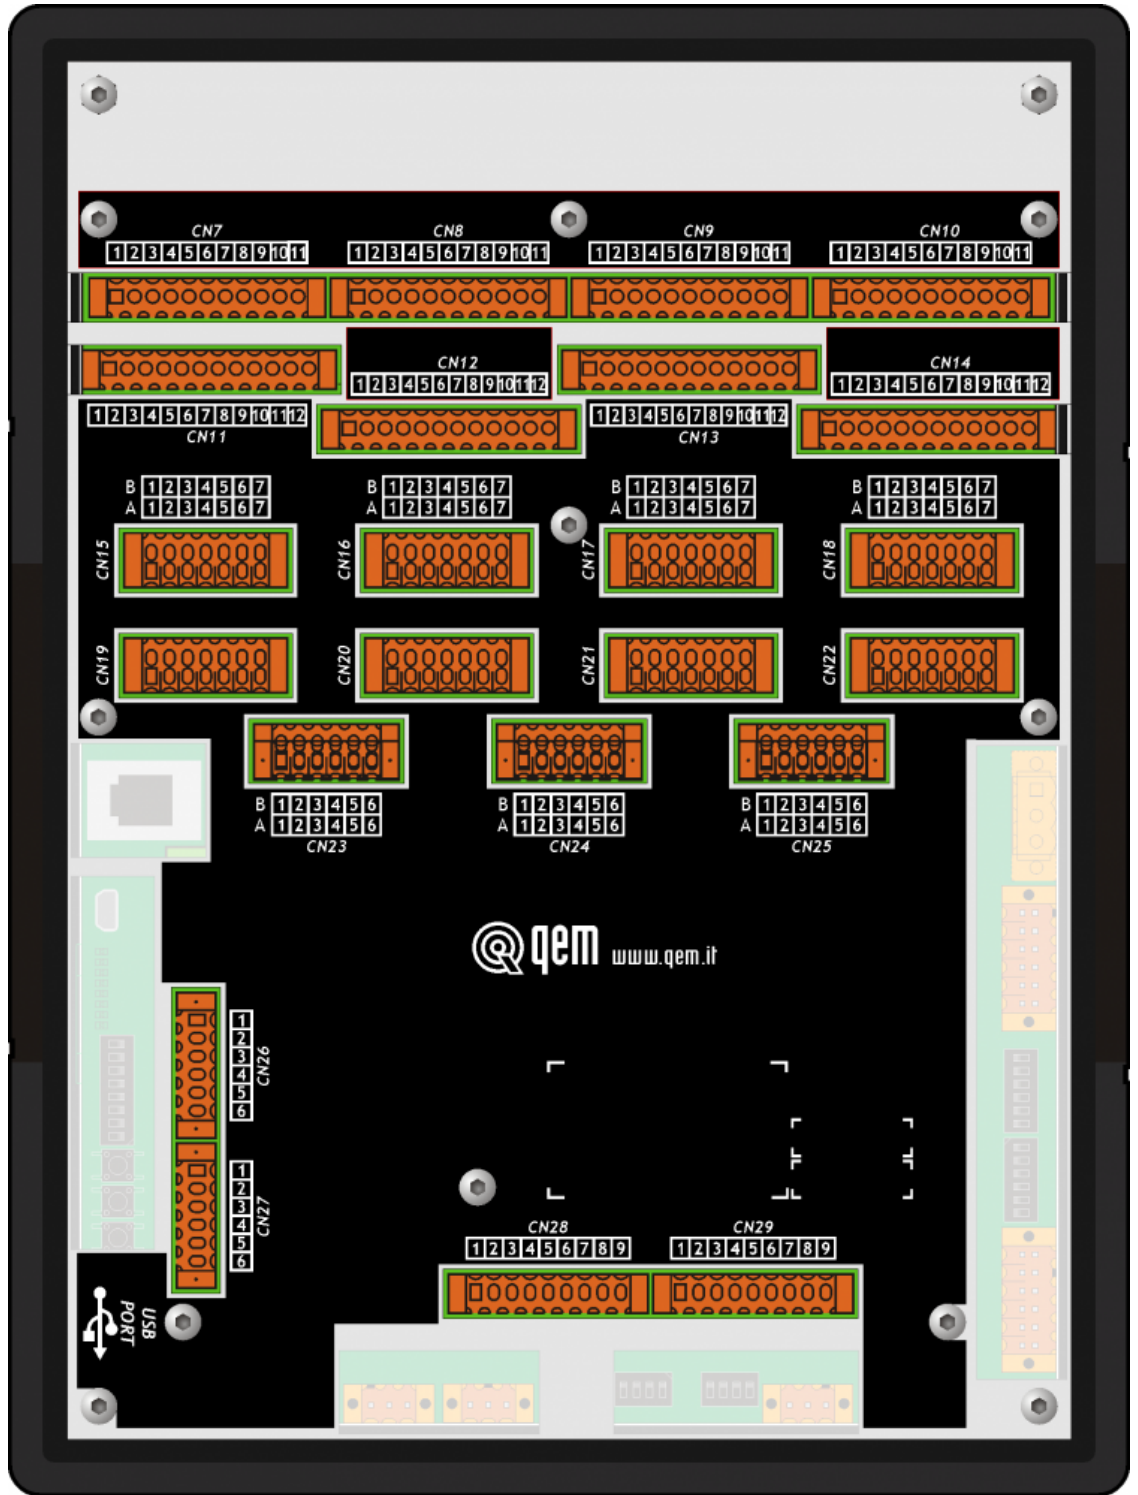 CN7 CN8 CN9 CN10
1 2 3 4 5 6 7 8 9 10 11 1 2 3 4 5 6 7 8 9 10 11 1 2 3 4 5 6 7 8 9 10 11 1 2 3 4 5 6 7 8 9 10 11
CN12 CN14
1 2 3 4 5 6 7 8 9 10 11 12 1 2 3 4 5 6 7 8 9 10 11 12
1 2 3 4 5 6 7 8 9 10 11 12 1 2 3 4 5 6 7 8 9 10 11 12
CN11 CN13
B 1 2 3 4 5 6 7 B 1 2 3 4 5 6 7 B 1 2 3 4 5 6 7 B 1 2 3 4 5 6 7
A 1 2 3 4 5 6 7 A 1 2 3 4 5 6 7 A 1 2 3 4 5 6 7 A 1 2 3 4 5 6 7
CN15 CN16 CN17 CN18
CN19 CN20 CN21 CN22
B 1 2 3 4 5 6 B 1 2 3 4 5 6 B 1 2 3 4 5 6
A 1 2 3 4 5 6 A 1 2 3 4 5 6 A 1 2 3 4 5 6
CN23 CN24 CN25
qem www.qem.it
1
2
3
4
5
6
CN26
1
2
3
4
5
6
CN27
CN28 CN29
1 2 3 4 5 6 7 8 9 1 2 3 4 5 6 7 8 9
USB
PORT